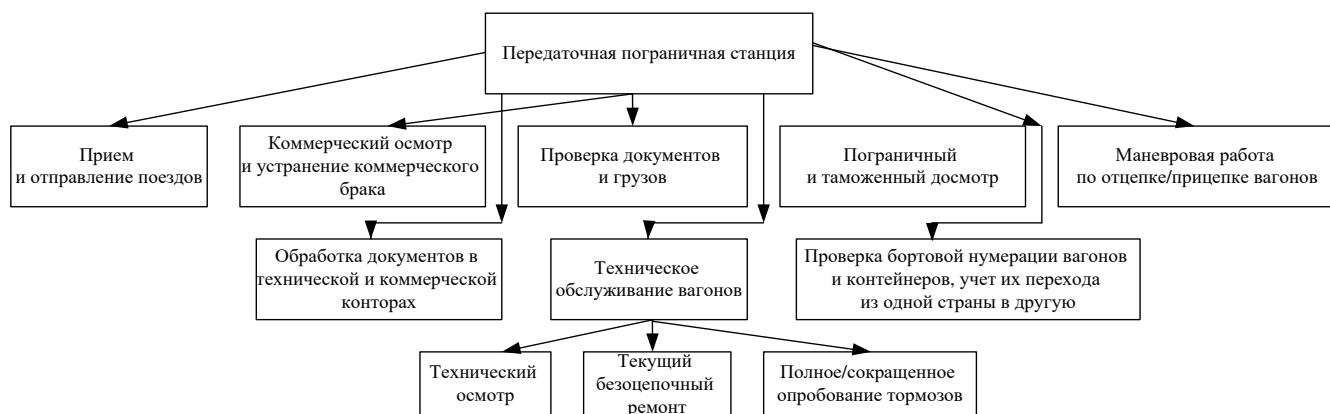 Передаточная пограничная станция
Прием
и отправление поездов
Коммерческий осмотр
и устранение коммерческого
брака
Проверка документов
и грузов
Пограничный
и таможенный досмотр
Маневровая работа
по отцепке/прицепке вагонов
Обработка документов в
технической и коммерческой
конторах
Техническое
обслуживание вагонов
Проверка бортовой нумерации вагонов
и контейнеров, учет их перехода
из одной страны в другую
Технический
осмотр
Текущий
безоцепочный
ремонт
Полное/сокращенное
опробование тормозов